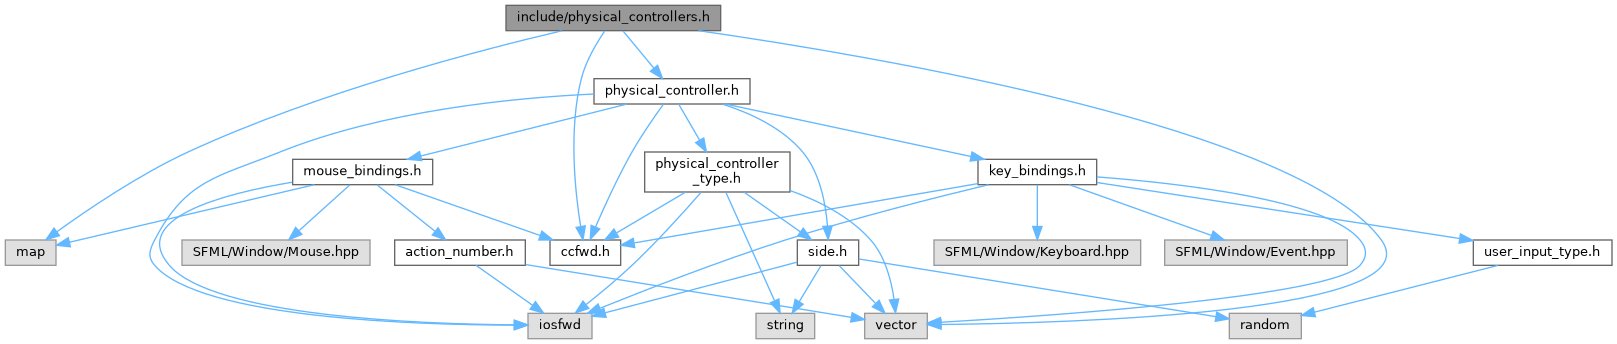 include/physical_controllers.h
physical_controller.h
mouse_bindings.h
physical_controller
_type.h
key_bindings.h
map
SFML/Window/Mouse.hpp
action_number.h
ccfwd.h
side.h
SFML/Window/Keyboard.hpp
SFML/Window/Event.hpp
user_input_type.h
iosfwd
string
vector
random